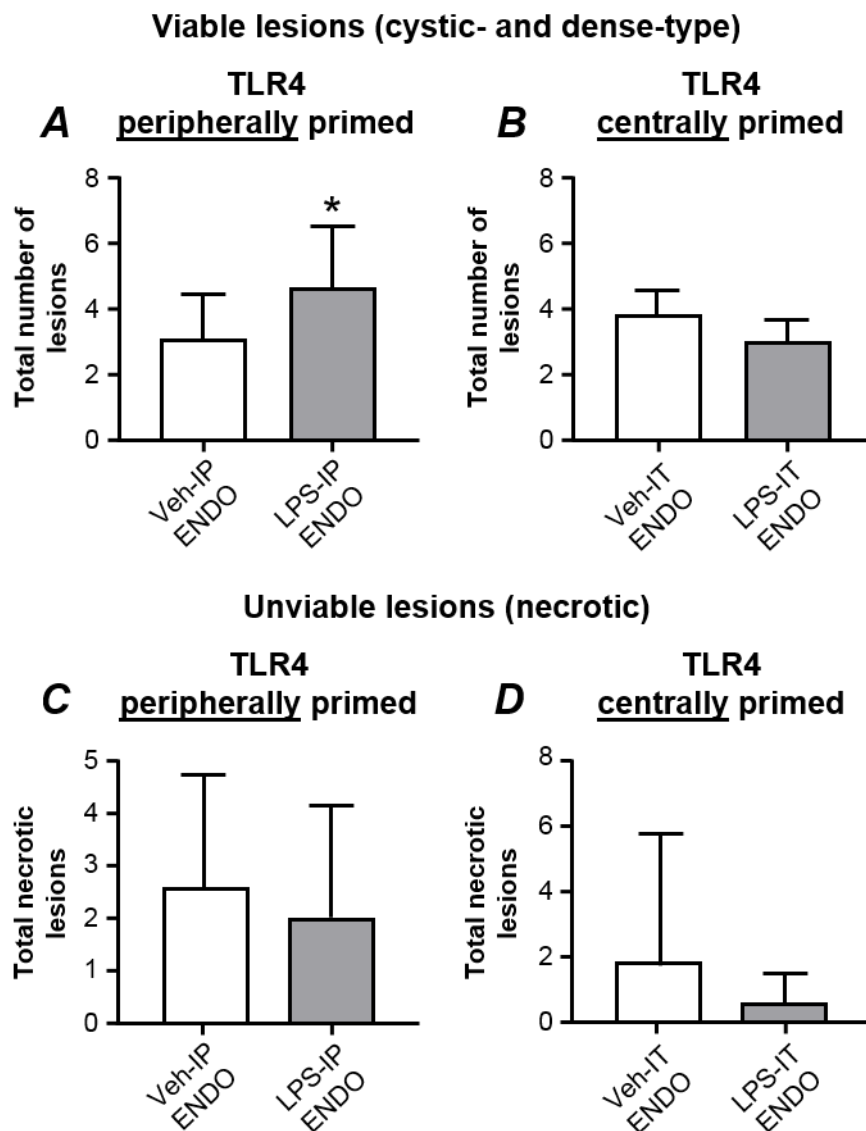 Viable lesions (cystic- and dense-type)
A
TLR4
peripherally primed
Total number of
lesions
8
6
4
2
0
*
Veh-IP
ENDO
LPS-IP
ENDO
B
TLR4
centrally primed
Total number of
lesions
8
6
4
2
0
Veh-IT
ENDO
LPS-IT
ENDO
Unviable lesions (necrotic)
C
TLR4
peripherally primed
Total necrotic
lesions
5
4
3
2
1
0
Veh-IP
ENDO
LPS-IP
ENDO
D
TLR4
centrally primed
Total necrotic
lesions
8
6
4
2
0
Veh-IT
ENDO
LPS-IT
ENDO